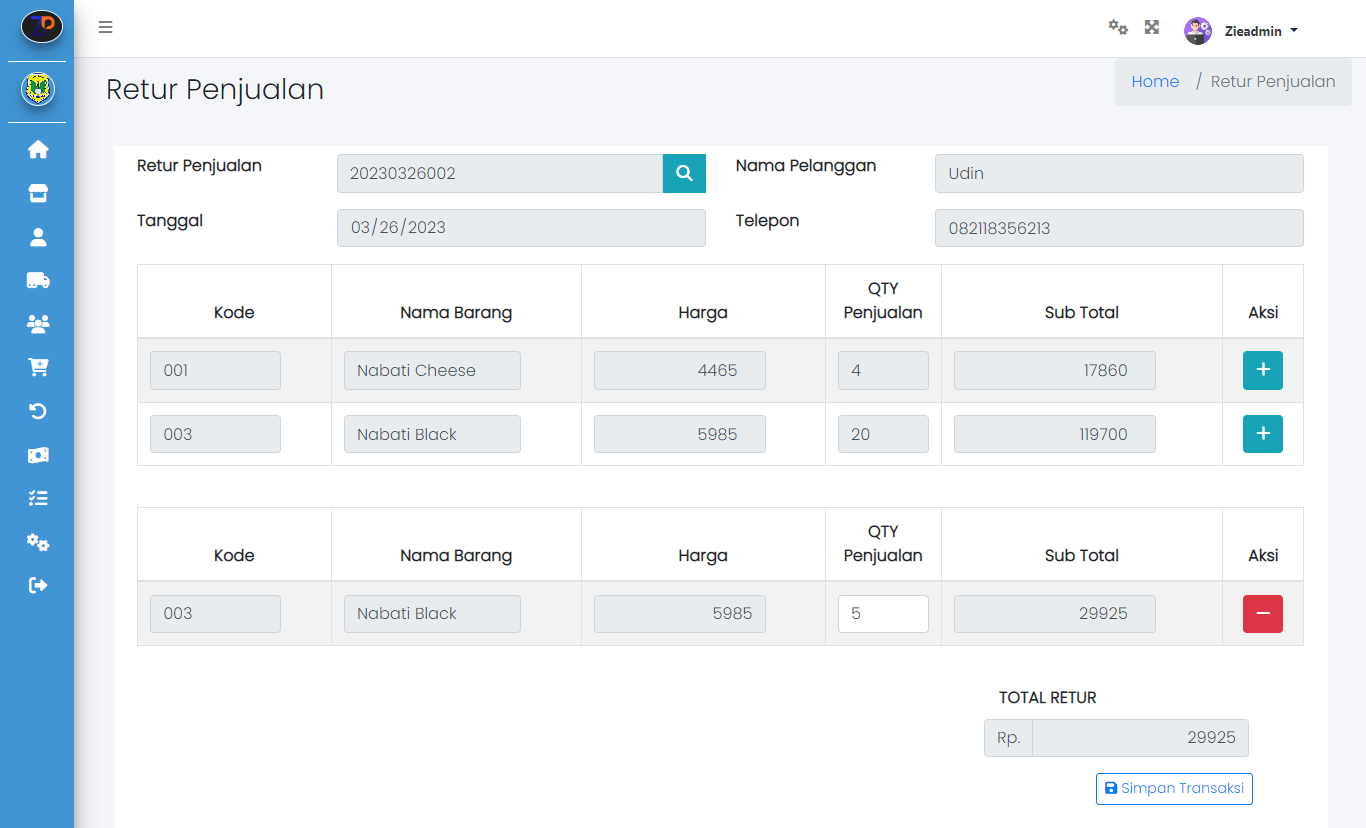 Zieadmin
Retur Penjualan
Home / Retur Penjualan
Retur Penjualan 20230326002 Nama Pelanggan Udin
Tanggal 03/26/2023 Telepon 082118356213
Kode Nama Barang Harga QTY Penjualan Sub Total Aksi
001 Nabati Cheese 4465 4 17860 +
003 Nabati Black 5985 20 119700 +
Kode Nama Barang Harga QTY Penjualan Sub Total Aksi
003 Nabati Black 5985 5 29925 −
TOTAL RETUR
Rp. 29925
Simpan Transaksi